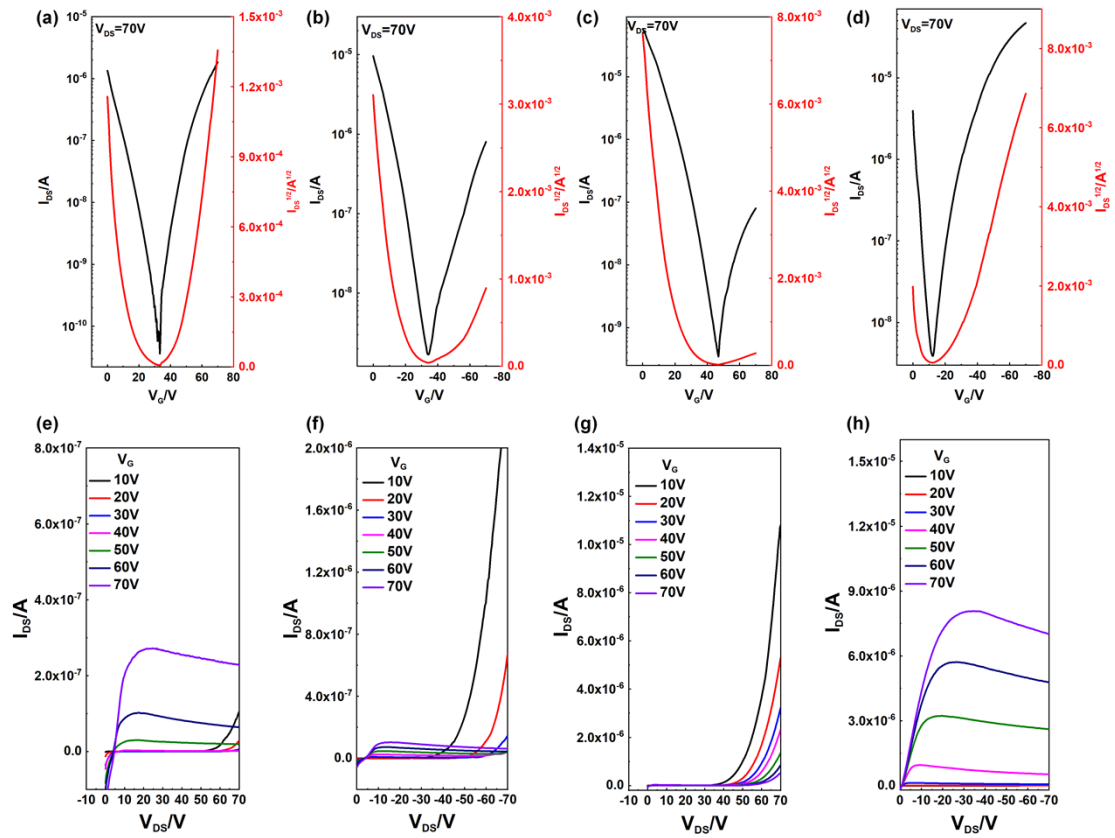 (a)
V_DS=70V
I_DS/A
10^-5
10^-6
10^-7
10^-8
10^-9
10^-10
0 20 40 60 80
V_G/V
1.5x10^-3
1.2x10^-3
9.0x10^-4
6.0x10^-4
3.0x10^-4
0.0
I_DS^1/2/A^1/2
(b)
V_DS=70V
I_DS/A
10^-5
10^-6
10^-7
10^-8
0 -20 -40 -60 -80
V_G/V
4.0x10^-3
3.0x10^-3
2.0x10^-3
1.0x10^-3
0.0
I_DS^1/2/A^1/2
(c)
V_DS=70V
I_DS/A
10^-5
10^-6
10^-7
10^-8
10^-9
0 20 40 60 80
V_G/V
8.0x10^-3
6.0x10^-3
4.0x10^-3
2.0x10^-3
0.0
I_DS^1/2/A^1/2
(d)
V_DS=70V
I_DS/A
10^-5
10^-6
10^-7
10^-8
0 -20 -40 -60 -80
V_G/V
8.0x10^-3
6.0x10^-3
4.0x10^-3
2.0x10^-3
0.0
I_DS^1/2/A^1/2
(e)
I_DS/A
8.0x10^-7
6.0x10^-7
4.0x10^-7
2.0x10^-7
0.0
V_G
10V
20V
30V
40V
50V
60V
70V
-10 0 10 20 30 40 50 60 70
V_DS/V
(f)
I_DS/A
2.0x10^-6
1.6x10^-6
1.2x10^-6
8.0x10^-7
4.0x10^-7
0.0
V_G
10V
20V
30V
40V
50V
60V
70V
0 -10 -20 -30 -40 -50 -60 -70
V_DS/V
(g)
I_DS/A
1.4x10^-5
1.2x10^-5
1.0x10^-5
8.0x10^-6
6.0x10^-6
4.0x10^-6
2.0x10^-6
0.0
V_G
10V
20V
30V
40V
50V
60V
70V
-10 0 10 20 30 40 50 60 70
V_DS/V
(h)
I_DS/A
1.5x10^-5
1.2x10^-5
9.0x10^-6
6.0x10^-6
3.0x10^-6
0.0
V_G
10V
20V
30V
40V
50V
60V
70V
0 -10 -20 -30 -40 -50 -60 -70
V_DS/V